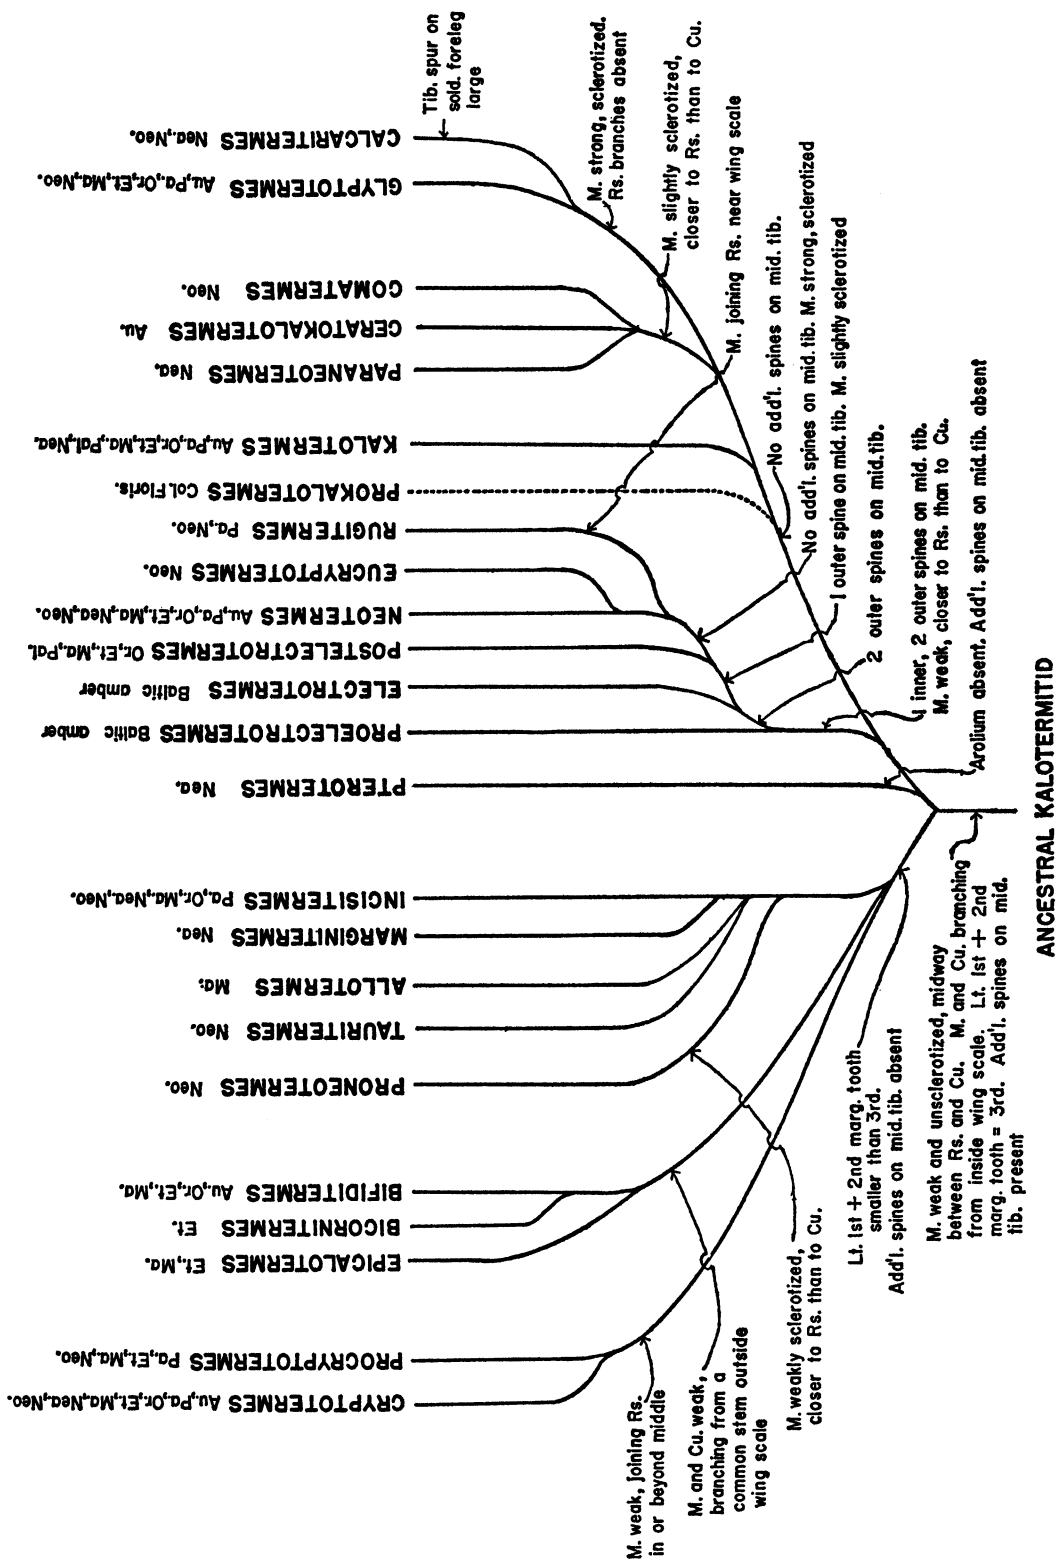 CRYPTOTERMES Au.,Pa.,Or.,Et.,Ma.,Nea.,Neo.
PROCRYPTOTERMES Pa.,Et.,Ma.,Neo.
EPICALOTERMES Et.,Ma.
BICORNITERMES Et.
BIFIDITERMES Au.,Or.,Et.,Ma.
PRONEOTERMES Neo.
TAURITERMES Neo.
ALLOTERMES Ma.
MARGINITERMES Nea.
INCISITERMES Pa.,Or.,Ma.,Nea.,Neo.
PTEROTERMES Nea.
PROELECTROTERMES Baltic amber
ELECTROTERMES Baltic amber
POSTELECTROTERMES Or.,Et.,Ma.,Pal.
NEOTERMES Au.,Pa.,Or.,Et.,Ma.,Nea.,Neo.
EUCRYPTOTERMES Neo.
RUGITERMES Pa.,Neo.
PROKALOTERMES Col.Floris.
KALOTERMES Au.,Pa.,Or.,Et.,Ma.,Pal.,Nea.
PARANEOTERMES Nea.
CERATOKALOTERMES Au.
COMATERMES Neo.
GLYPTOTERMES Au.,Pa.,Or.,Et.,Ma.,Neo.
CALCARITERMES Nea.,Neo.
Tib. spur on
sold. foreleg
large
M. strong, sclerotized.
Rs. branches absent
M. slightly sclerotized,
closer to Rs. than to Cu.
M. joining Rs. near wing scale
No add'l. spines on mid. tib.
No add'l. spines on mid. tib. M. strong, sclerotized
1 outer spine on mid. tib. M. slightly sclerotized
2 outer spines on mid. tib.
1 inner, 2 outer spines on mid. tib.
M. weak, closer to Rs. than to Cu.
Arolium absent. Add'l. spines on mid. tib. absent
M. weak, joining Rs.
in or beyond middle
M. and Cu. weak,
branching from a
common stem outside
wing scale
M. weakly sclerotized,
closer to Rs. than to Cu.
Lt. 1st + 2nd marg. tooth
smaller than 3rd.
Add'l. spines on mid. tib. absent
M. weak and unsclerotized, midway
between Rs. and Cu. M. and Cu. branching
from inside wing scale. Lt. 1st + 2nd
marg. tooth = 3rd. Add'l. spines on mid.
tib. present
ANCESTRAL KALOTERMITID